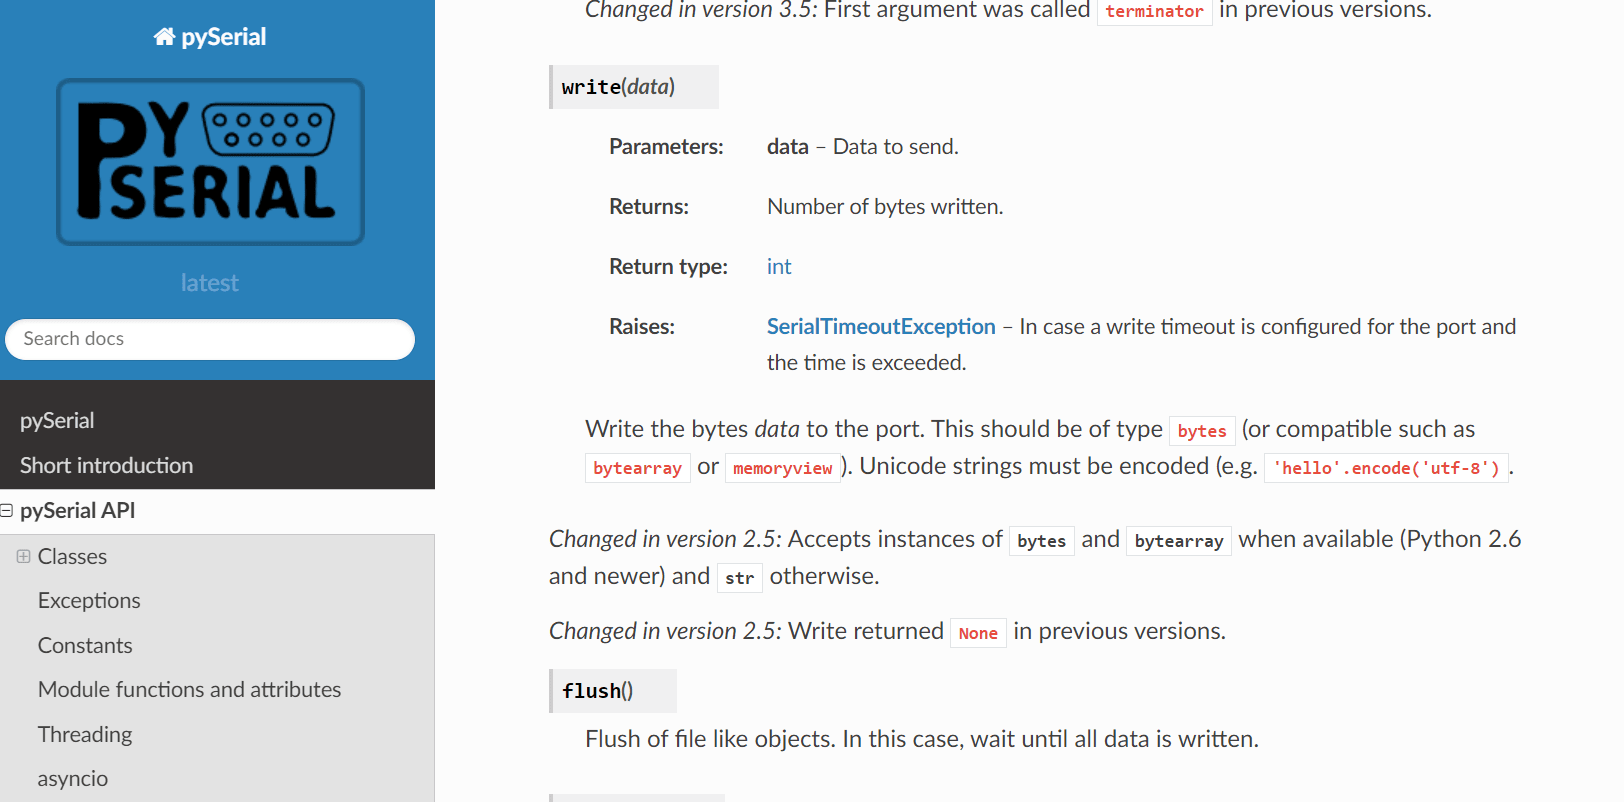 pySerial
PY
SERIAL
latest
Search docs
pySerial
Short introduction
pySerial API
Classes
Exceptions
Constants
Module functions and attributes
Threading
asyncio
Changed in version 3.5: First argument was called terminator in previous versions.
write(data)
Parameters: data – Data to send.
Returns: Number of bytes written.
Return type: int
Raises: SerialTimeoutException – In case a write timeout is configured for the port and
the time is exceeded.
Write the bytes data to the port. This should be of type bytes (or compatible such as
bytearray or memoryview). Unicode strings must be encoded (e.g. 'hello'.encode('utf-8').
Changed in version 2.5: Accepts instances of bytes and bytearray when available (Python 2.6
and newer) and str otherwise.
Changed in version 2.5: Write returned None in previous versions.
flush()
Flush of file like objects. In this case, wait until all data is written.